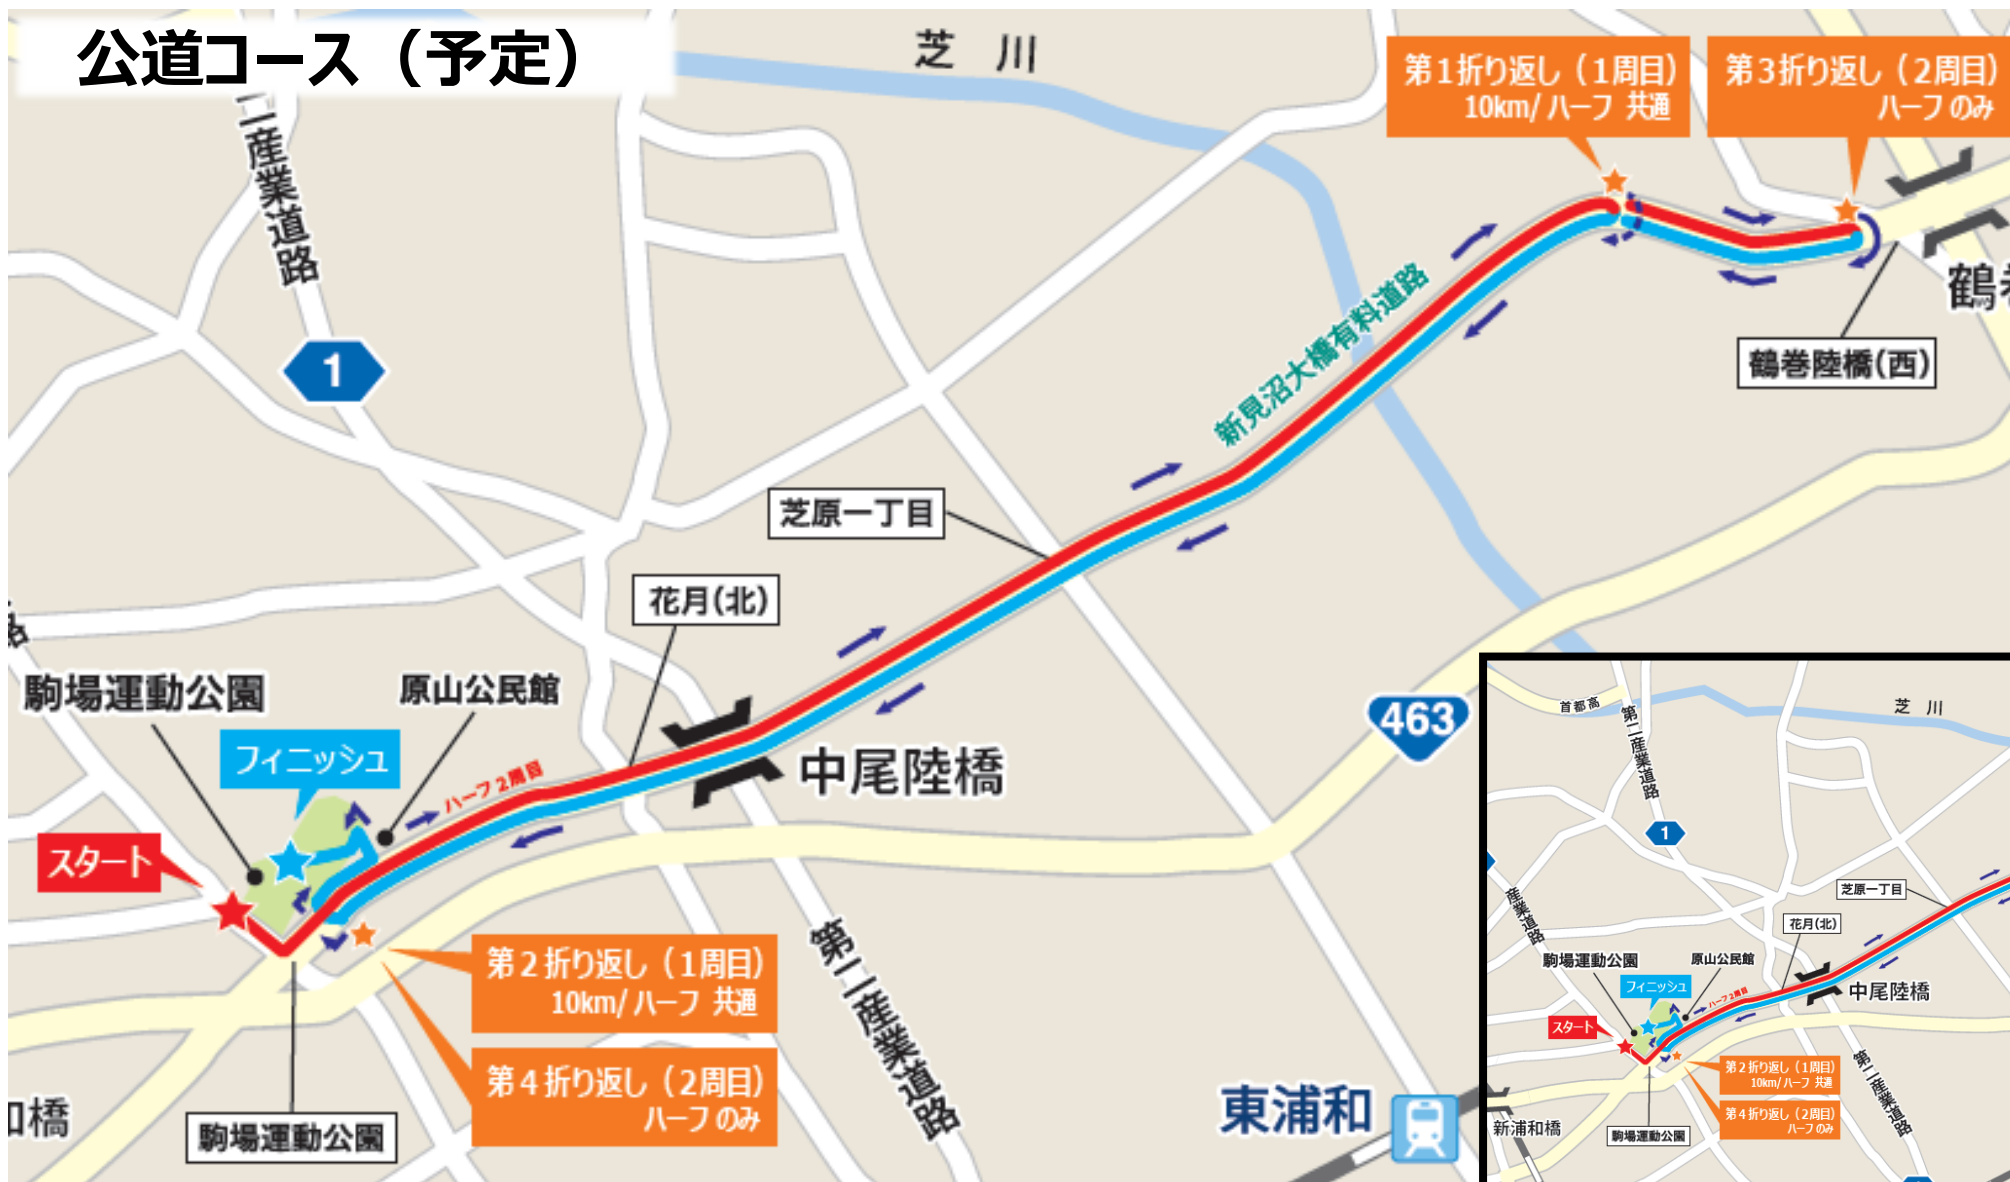 公道コース（予定）
芝 川
第1折り返し（1周目）
10km/ハーフ 共通
第3折り返し（2周目）
ハーフ のみ
二産業道路
1
新見沼大橋有料道路
鶴巻陸橋(西)
芝原一丁目
花月(北)
駒場運動公園
原山公民館
フィニッシュ
ハーフ 2周目
中尾陸橋
463
スタート
第２折り返し（1周目）
10km/ハーフ 共通
第４折り返し（2周目）
ハーフ のみ
第二産業道路
駒場運動公園
東浦和
首都高
芝 川
第二産業道路
1
産業道路
芝原一丁目
花月(北)
駒場運動公園
原山公民館
フィニッシュ
ハーフ 2周目
中尾陸橋
スタート
第２折り返し（1周目）
10km/ハーフ 共通
第４折り返し（2周目）
ハーフ のみ
第二産業道路
新浦和橋
駒場運動公園